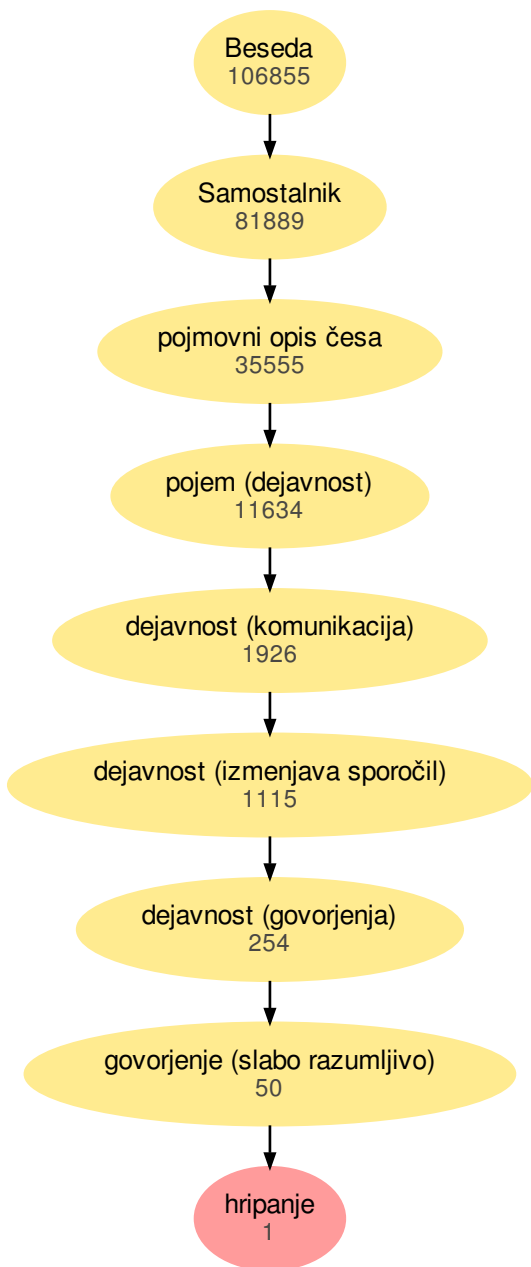 Beseda
106855
Samostalnik
81889
pojmovni opis česa
35555
pojem (dejavnost)
11634
dejavnost (komunikacija)
1926
dejavnost (izmenjava sporočil)
1115
dejavnost (govorjenja)
254
govorjenje (slabo razumljivo)
50
hripanje
1